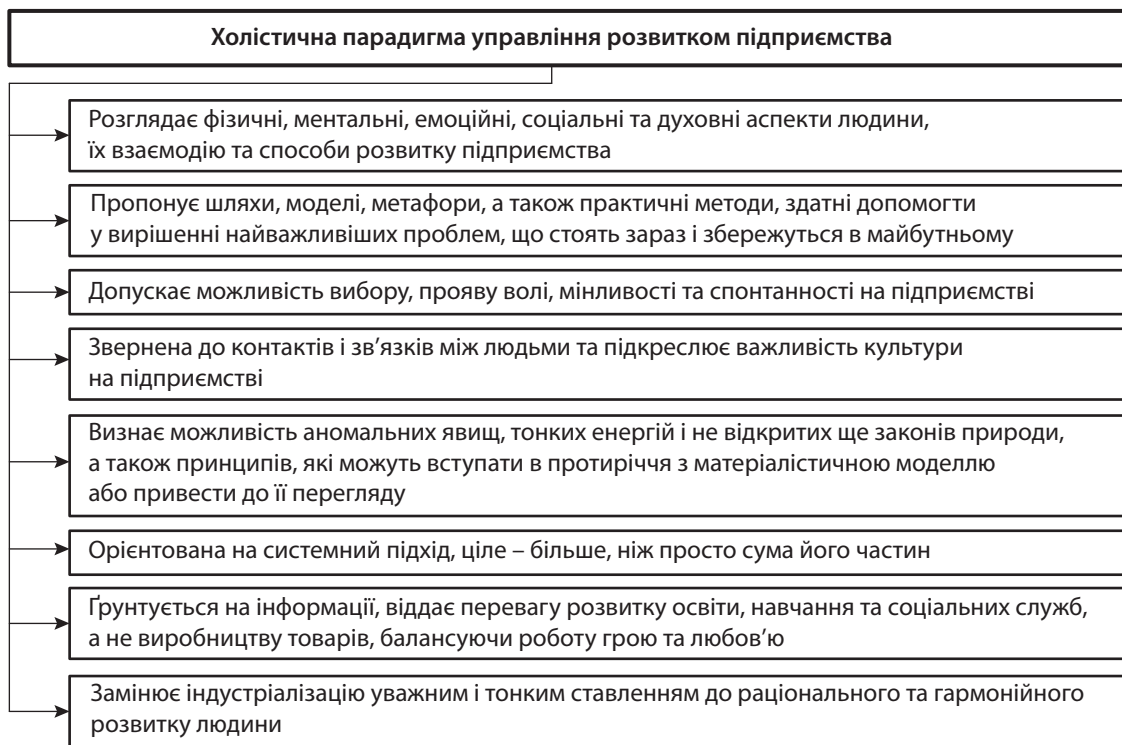 Холістична парадигма управління розвитком підприємства
Розглядає фізичні, ментальні, емоційні, соціальні та духовні аспекти людини,
їх взаємодію та способи розвитку підприємства
Пропонує шляхи, моделі, метафори, а також практичні методи, здатні допомогти
у вирішенні найважливіших проблем, що стоять зараз і збережуться в майбутньому
Допускає можливість вибору, прояву волі, мінливості та спонтанності на підприємстві
Звернена до контактів і зв’язків між людьми та підкреслює важливість культури
на підприємстві
Визнає можливість аномальних явищ, тонких енергій і не відкритих ще законів природи,
а також принципів, які можуть вступати в протиріччя з матеріалістичною моделлю
або привести до її перегляду
Орієнтована на системний підхід, ціле – більше, ніж просто сума його частин
Ґрунтується на інформації, віддає перевагу розвитку освіти, навчання та соціальних служб,
а не виробництву товарів, балансуючи роботу грою та любов’ю
Замінює індустріалізацію уважним і тонким ставленням до раціонального та гармонійного
розвитку людини